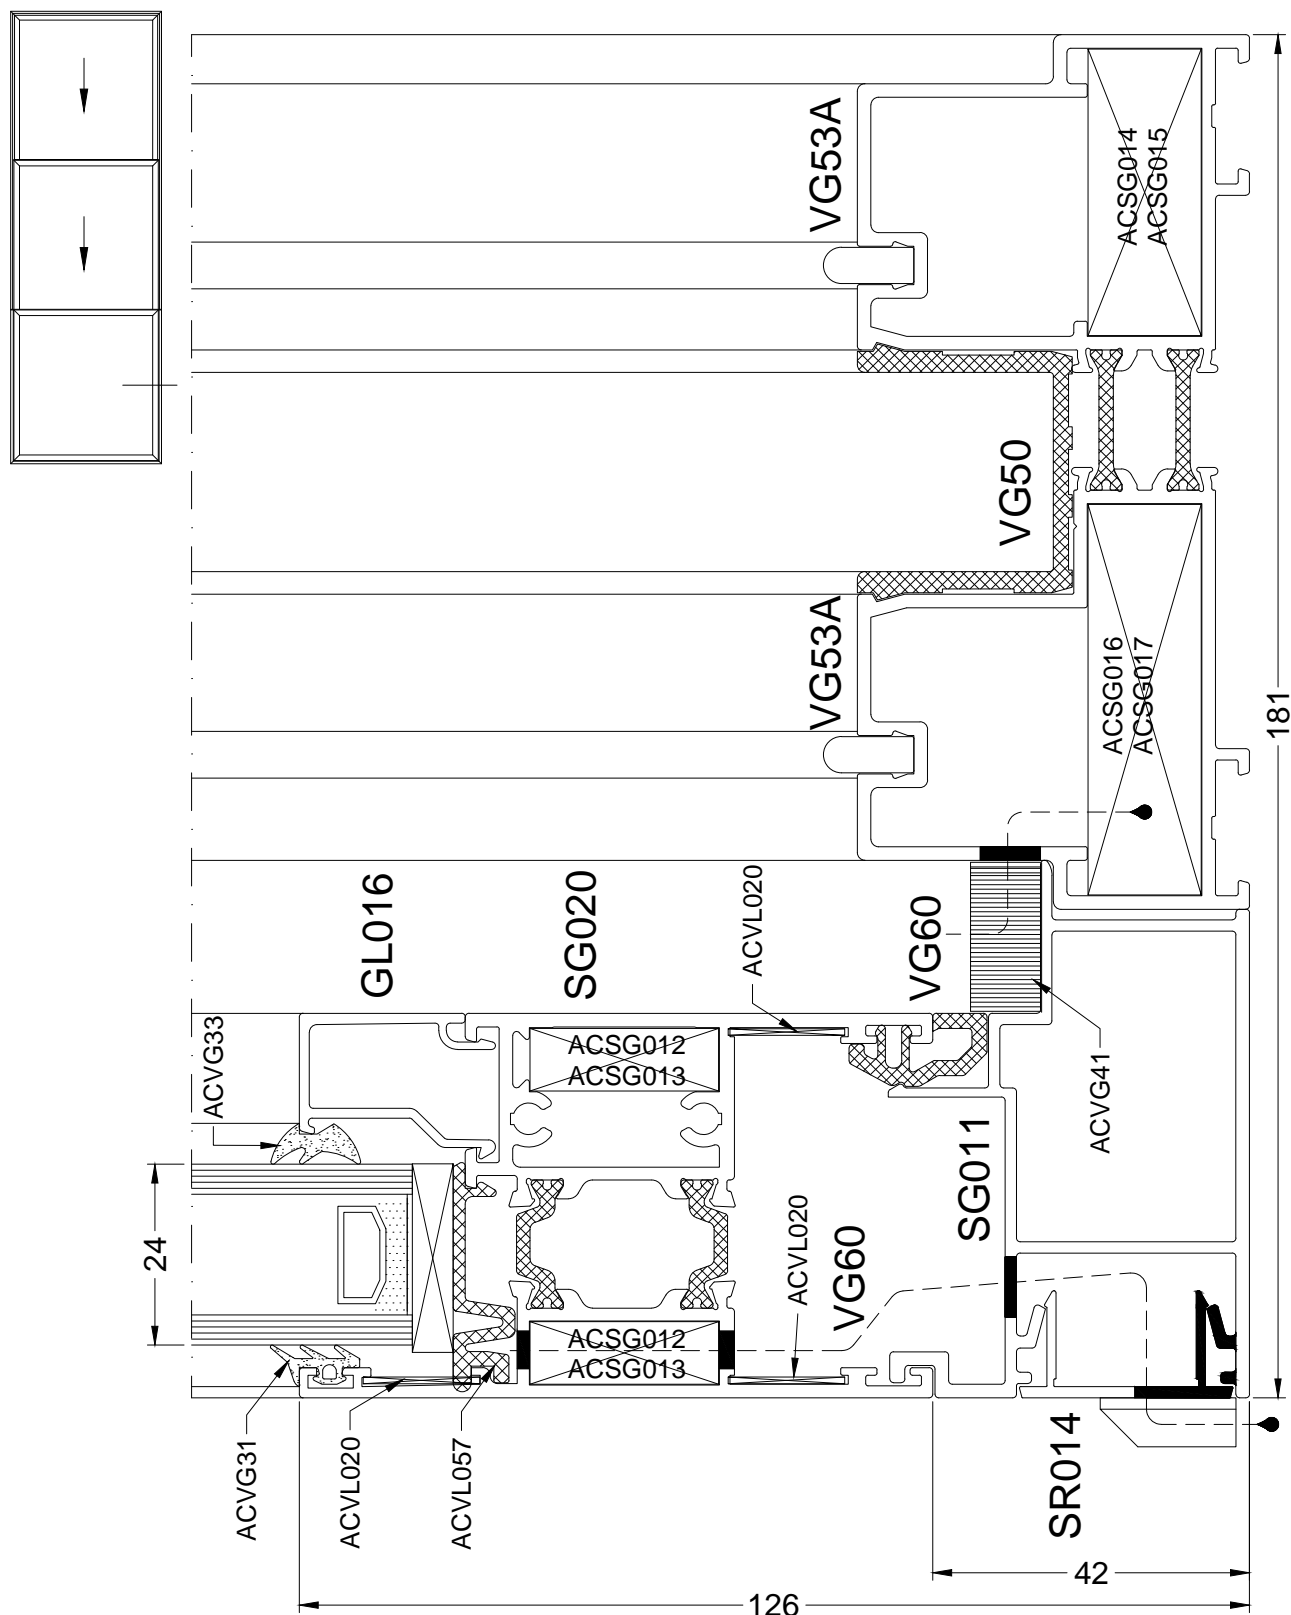 VG53A
ACSG014
ACSG015
VG50
VG53A
ACSG016
ACSG017
181
GL016
SG020
ACVL020
VG60
ACVG33
ACSG012
ACSG013
ACVG41
SG011
24
ACVL020
VG60
ACSG012
ACSG013
ACVG31
ACVL020
ACVL057
SR014
42
126